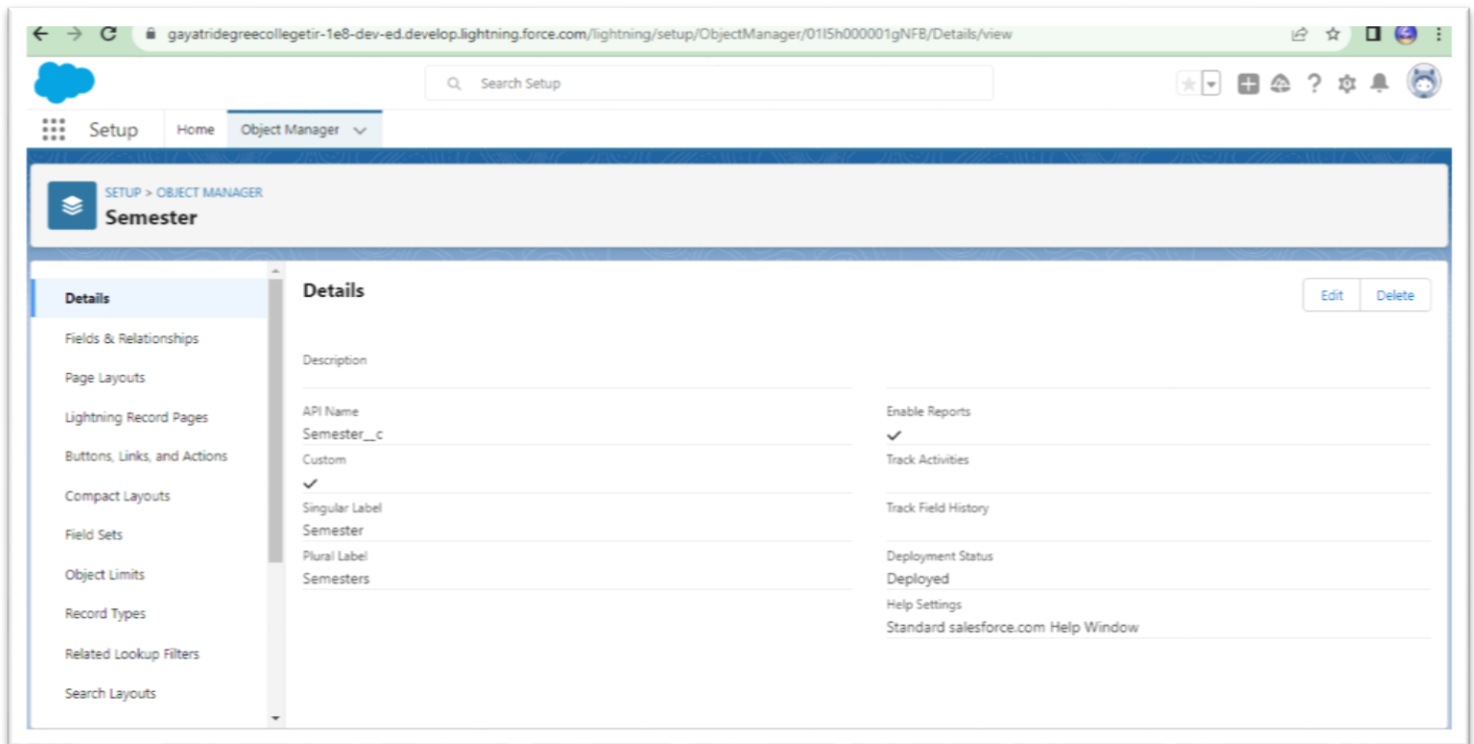 gayatridegreecollegetir-1e8-dev-ed.develop.lightning.force.com/lightning/setup/ObjectManager/01I5h000001gNFB/Details/view
Search Setup
Setup Home Object Manager
SETUP > OBJECT MANAGER
Semester
Details
Fields & Relationships
Page Layouts
Lightning Record Pages
Buttons, Links, and Actions
Compact Layouts
Field Sets
Object Limits
Record Types
Related Lookup Filters
Search Layouts
Details
Edit Delete
Description
API Name
Semester__c
Custom
Singular Label
Semester
Plural Label
Semesters
Enable Reports
Track Activities
Track Field History
Deployment Status
Deployed
Help Settings
Standard salesforce.com Help Window